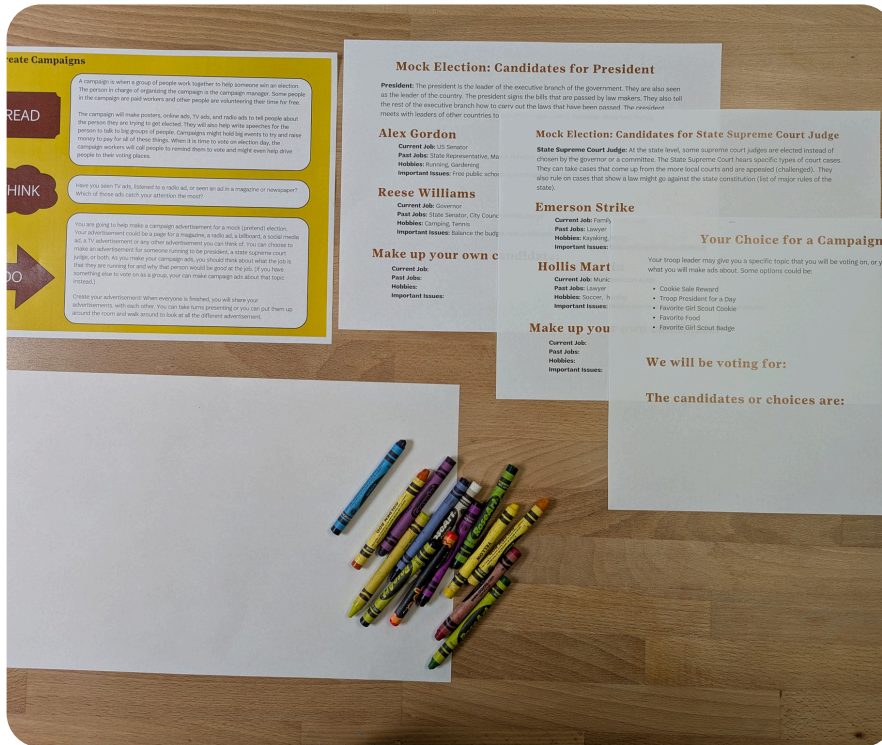 reate Campaigns
READ
A campaign is when a group of people work together to help someone win an election.
The person in charge of organizing the campaign is the campaign manager. Some people
in the campaign are paid workers and other people are volunteering their time for free.
The campaign will make posters, online ads, TV ads, and radio ads to tell people about
the person they are trying to get elected. They will also help write speeches for the
person to talk to big groups of people. Campaigns might hold big events to try and raise
money to pay for all of these things. When it is time to vote on election day, the
campaign workers will call people to remind them to vote and might even help drive
people to their voting places.
HINK
Have you seen TV ads, listened to a radio ad, or seen an ad in a magazine or newspaper?
Which of those ads catch your attention the most?
DO
You are going to help make a campaign advertisement for a mock (pretend) election.
Your advertisement could be a page for a magazine, a radio ad, a billboard, a social media
ad, a TV advertisement or any other advertisement you can think of. You can choose to
make an advertisement for someone running to be president, a state supreme court
judge, or both. As you make your campaign ads, you should think about what the job is
that they are running for and why that person would be good at the job. (If you have
something else to vote on as a group, your can make campaign ads about that topic
instead.)
Create your advertisement! When everyone is finished, you will share your
advertisements, with each other. You can take turns presenting or you can put them up
around the room and walk around to look at all the different advertisement.
Mock Election: Candidates for President
President: The president is the leader of the executive branch of the government. They are also seen
as the leader of the country. The president signs the bills that are passed by law makers. They also tell
the rest of the executive branch how to carry out the laws that have been passed. The president
meets with leaders of other countries to
Alex Gordon
Current Job: US Senator
Past Jobs: State Representative, Ma
Hobbies: Running, Gardening
Important Issues: Free public schoo
Reese Williams
Current Job: Governor
Past Jobs: State Senator, City Counc
Hobbies: Camping, Tennis
Important Issues: Balance the budg
Make up your own candidate:
Current Job:
Past Jobs:
Hobbies:
Important Issues:
Mock Election: Candidates for State Supreme Court Judge
State Supreme Court Judge: At the state level, some supreme court judges are elected instead of
chosen by the governor or a committee. The State Supreme Court hears specific types of court cases.
They can take cases that come up from the more local courts and are appealed (challenged). They
also rule on cases that show a law might go against the state constitution (list of major rules of the
state).
Emerson Strike
Current Job: Family
Past Jobs: Lawyer
Hobbies: Kayaking,
Important Issues:
Hollis Mart
Current Job: Munic
Past Jobs: Lawyer
Hobbies: Soccer, h
Important Issues:
Make up your
Current Job:
Past Jobs:
Hobbies:
Important Issues:
Your Choice for a Campaign
Your troop leader may give you a specific topic that you will be voting on, or y
what you will make ads about. Some options could be:
• Cookie Sale Reward
• Troop President for a Day
• Favorite Girl Scout Cookie
• Favorite Food
• Favorite Girl Scout Badge
We will be voting for:
The candidates or choices are: